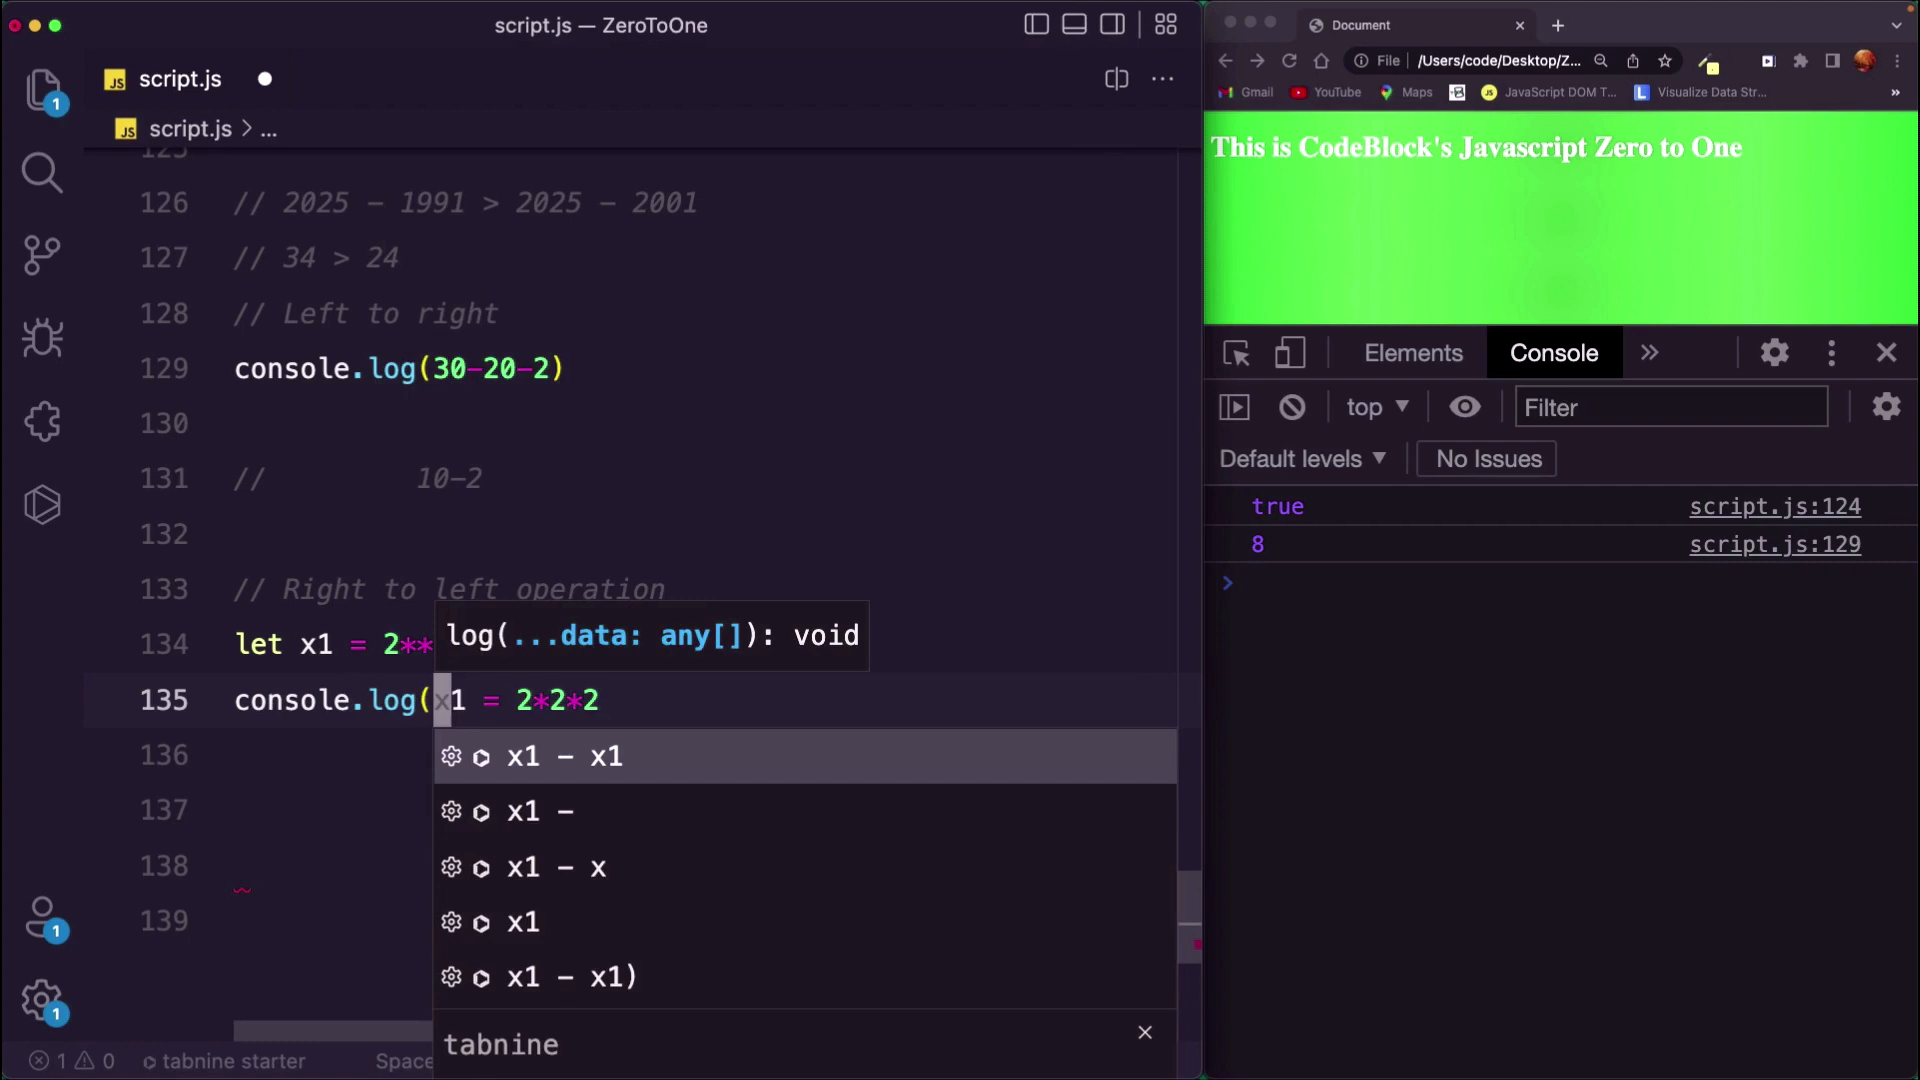 script.js — ZeroToOne
script.js
script.js > ...
125
126 // 2025 - 1991 > 2025 - 2001
127 // 34 > 24
128 // Left to right
129 console.log(30-20-2)
130
131 // 10-2
132
133 // Right to left operation
log(...data: any[]): void
134 let x1 = 2**
135 console.log(x1 = 2*2*2
136
x1 - x1
137
x1 -
138
x1 - x
139
x1
x1 - x1)
tabnine
1
1
1
1 0 tabnine starter Space
Document
File /Users/code/Desktop/Z...
Gmail YouTube Maps JavaScript DOM T... Visualize Data Str... »
This is CodeBlock's Javascript Zero to One
Elements Console
top Filter
Default levels No Issues
true script.js:124
8 script.js:129